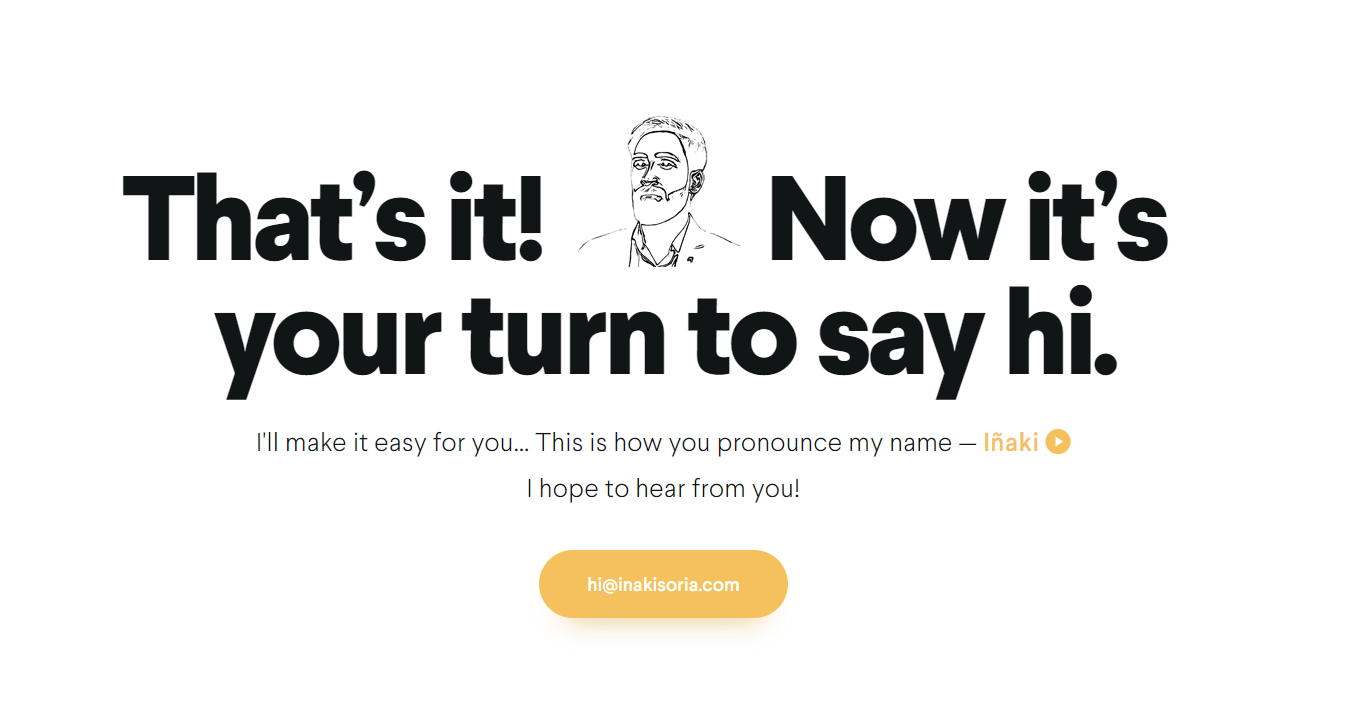 That’s it! Now it’s
your turn to say hi.
I'll make it easy for you... This is how you pronounce my name — Iñaki
I hope to hear from you!
hi@inakisoria.com